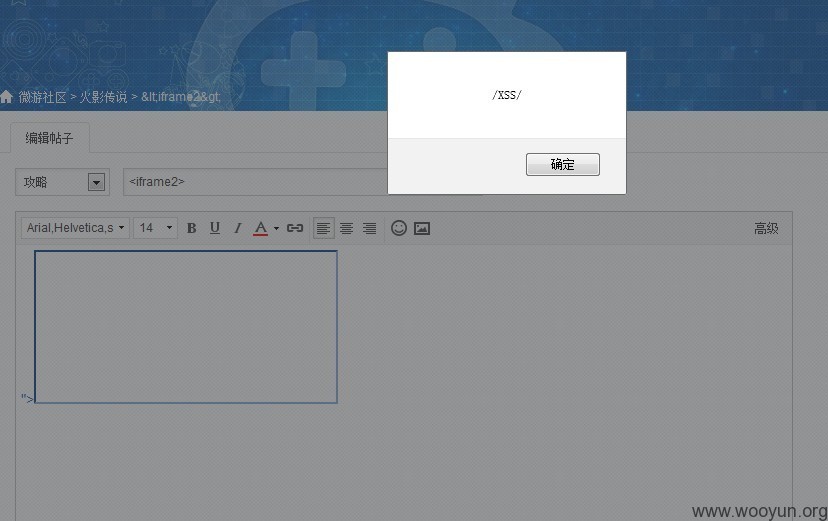 /XSS/
确定
微游社区 > 火影传说 > &lt;iframe2&gt;
编辑帖子
攻略
<iframe2>
Arial,Helvetica,s
14
B U I A
高级
">
www.wooyun.org